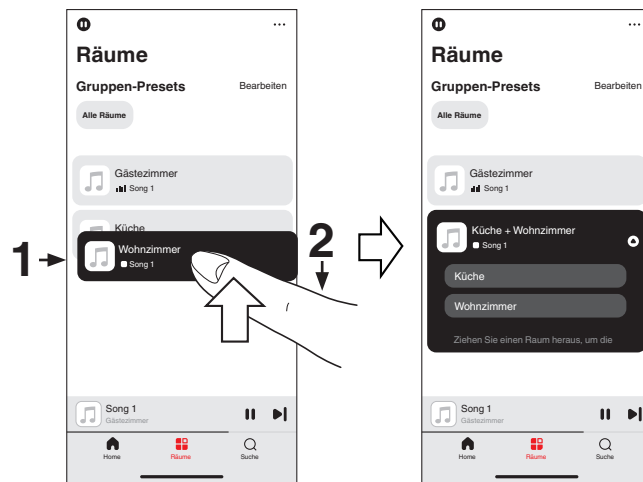 Räume
Gruppen-Presets Bearbeiten
Alle Räume
Gästezimmer
Song 1
Küche
Wohnzimmer
Song 1
1
2
Song 1
Gästezimmer
Home Räume Suche
Räume
Gruppen-Presets Bearbeiten
Alle Räume
Gästezimmer
Song 1
Küche + Wohnzimmer
Song 1
Küche
Wohnzimmer
Ziehen Sie einen Raum heraus, um die
Song 1
Gästezimmer
Home Räume Suche